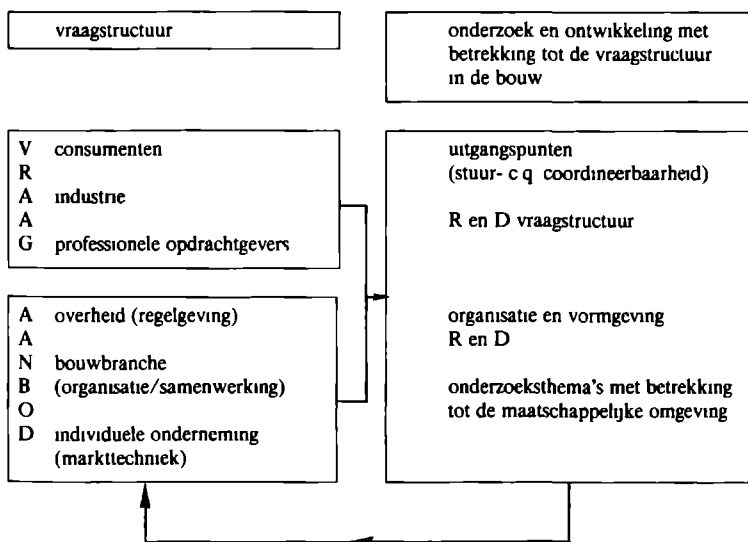 vraagstructuur
onderzoek en ontwikkeling met
betrekking tot de vraagstructuur
in de bouw
V consumenten
R
A industrie
A
G professionele opdrachtgevers
A overheid (regelgeving)
A
N bouwbranche
B (organisatie/samenwerking)
O
D individuele onderneming
(markttechniek)
uitgangspunten
(stuur- c q coordineerbaarheid)
R en D vraagstructuur
organisatie en vormgeving
R en D
onderzoeksthema's met betrekking
tot de maatschappelijke omgeving